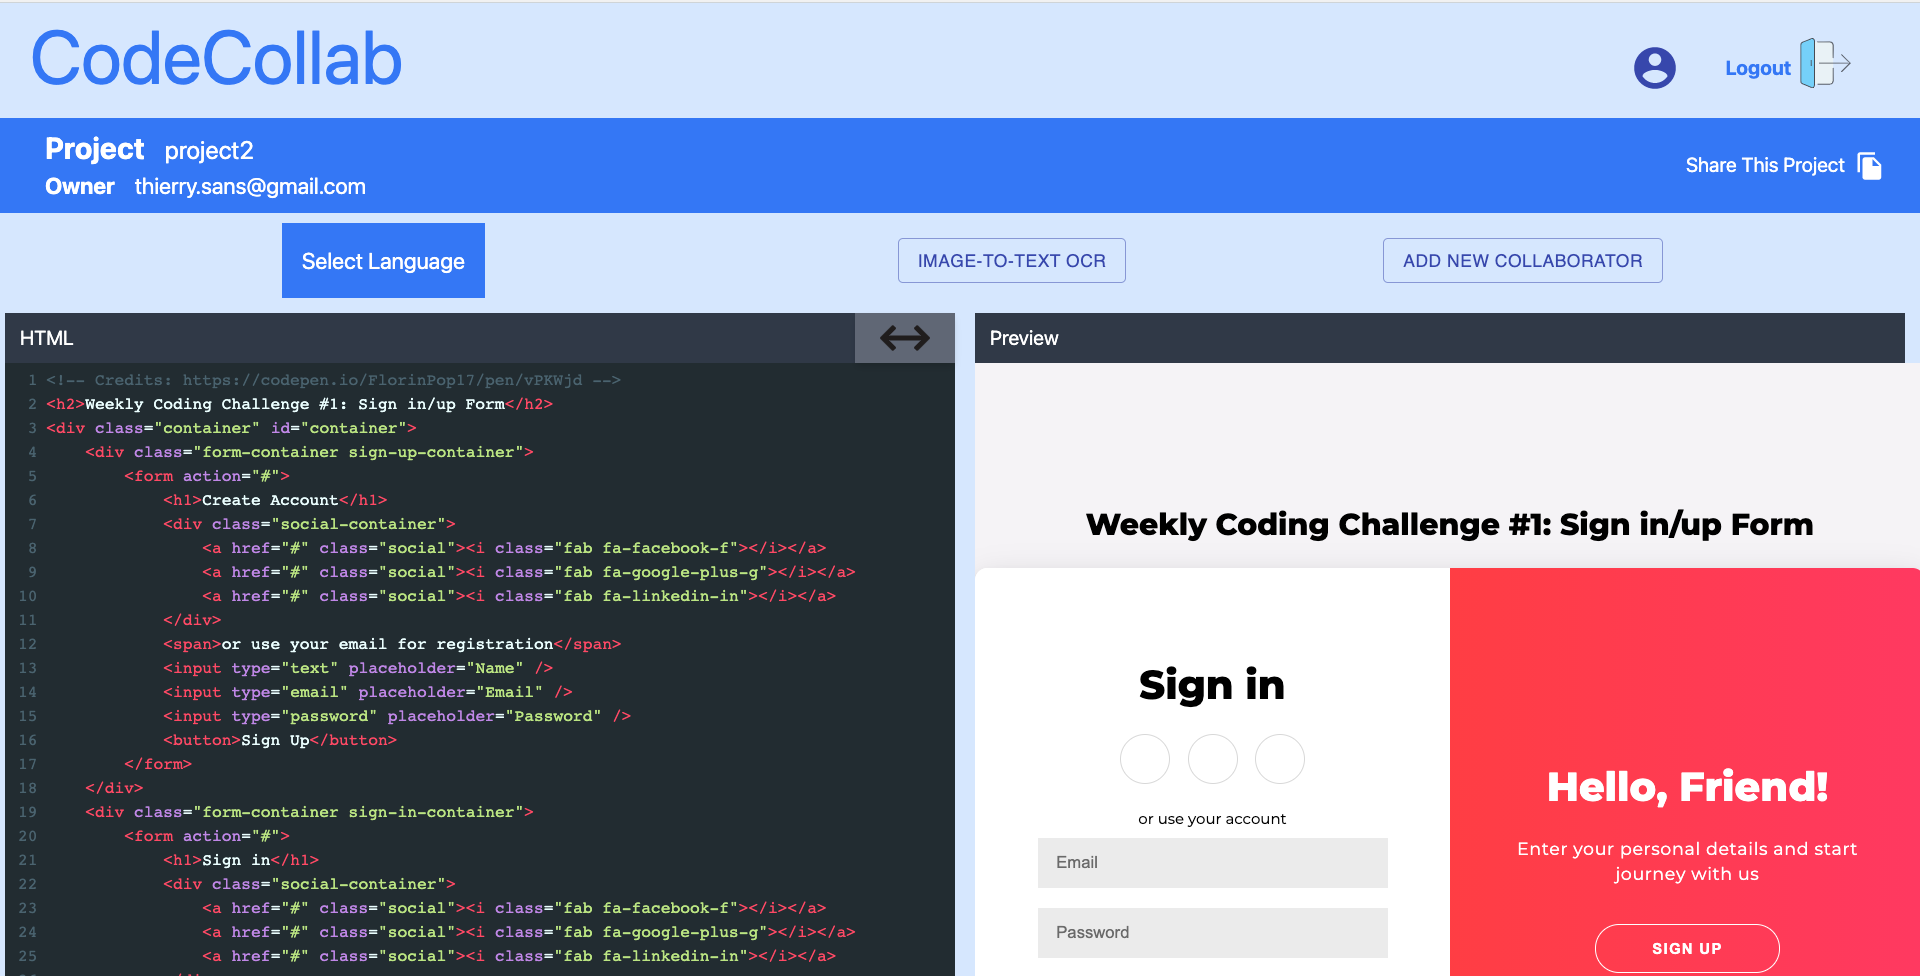 CodeCollab
Logout
Project project2
Owner thierry.sans@gmail.com
Share This Project
Select Language
IMAGE-TO-TEXT OCR
ADD NEW COLLABORATOR
HTML
1 <!-- Credits: https://codepen.io/FlorinPop17/pen/vPKWjd -->
2 <h2>Weekly Coding Challenge #1: Sign in/up Form</h2>
3 <div class="container" id="container">
4     <div class="form-container sign-up-container">
5         <form action="#">
6             <h1>Create Account</h1>
7             <div class="social-container">
8                 <a href="#" class="social"><i class="fab fa-facebook-f"></i></a>
9                 <a href="#" class="social"><i class="fab fa-google-plus-g"></i></a>
10                 <a href="#" class="social"><i class="fab fa-linkedin-in"></i></a>
11             </div>
12             <span>or use your email for registration</span>
13             <input type="text" placeholder="Name" />
14             <input type="email" placeholder="Email" />
15             <input type="password" placeholder="Password" />
16             <button>Sign Up</button>
17         </form>
18     </div>
19     <div class="form-container sign-in-container">
20         <form action="#">
21             <h1>Sign in</h1>
22             <div class="social-container">
23                 <a href="#" class="social"><i class="fab fa-facebook-f"></i></a>
24                 <a href="#" class="social"><i class="fab fa-google-plus-g"></i></a>
25                 <a href="#" class="social"><i class="fab fa-linkedin-in"></i></a>
Preview
Weekly Coding Challenge #1: Sign in/up Form
Sign in
or use your account
Email
Password
Hello, Friend!
Enter your personal details and start
journey with us
SIGN UP